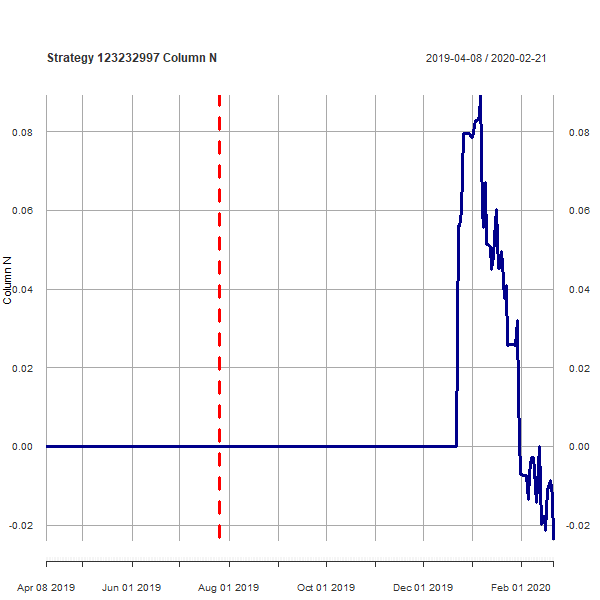 Strategy 123232997 Column N
2019-04-08 / 2020-02-21
0.08
0.08
0.06
0.06
0.04
0.04
0.02
0.02
0.00
0.00
-0.02
-0.02
Column N
Apr 08 2019
Jun 01 2019
Aug 01 2019
Oct 01 2019
Dec 01 2019
Feb 01 2020